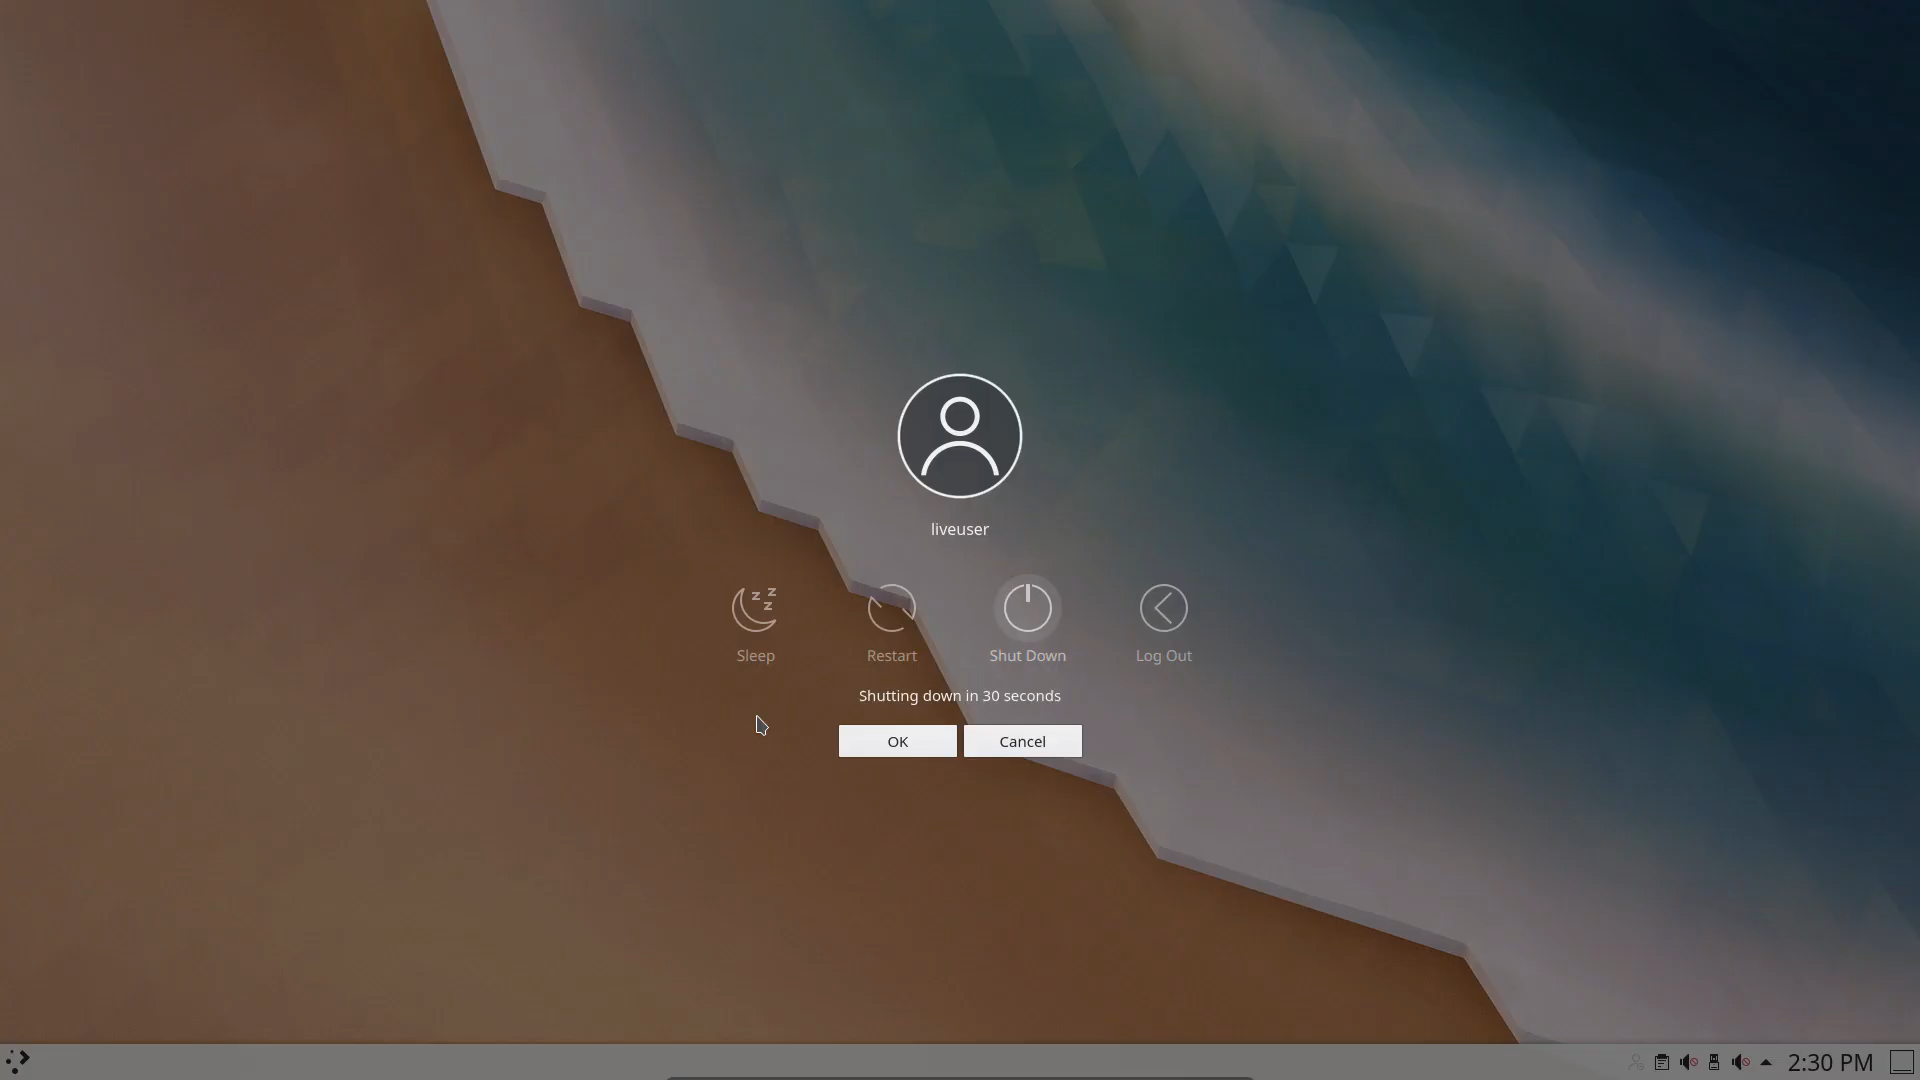 liveuser
Sleep
Restart
Shut Down
Log Out
Shutting down in 30 seconds
OK
Cancel
2:30 PM